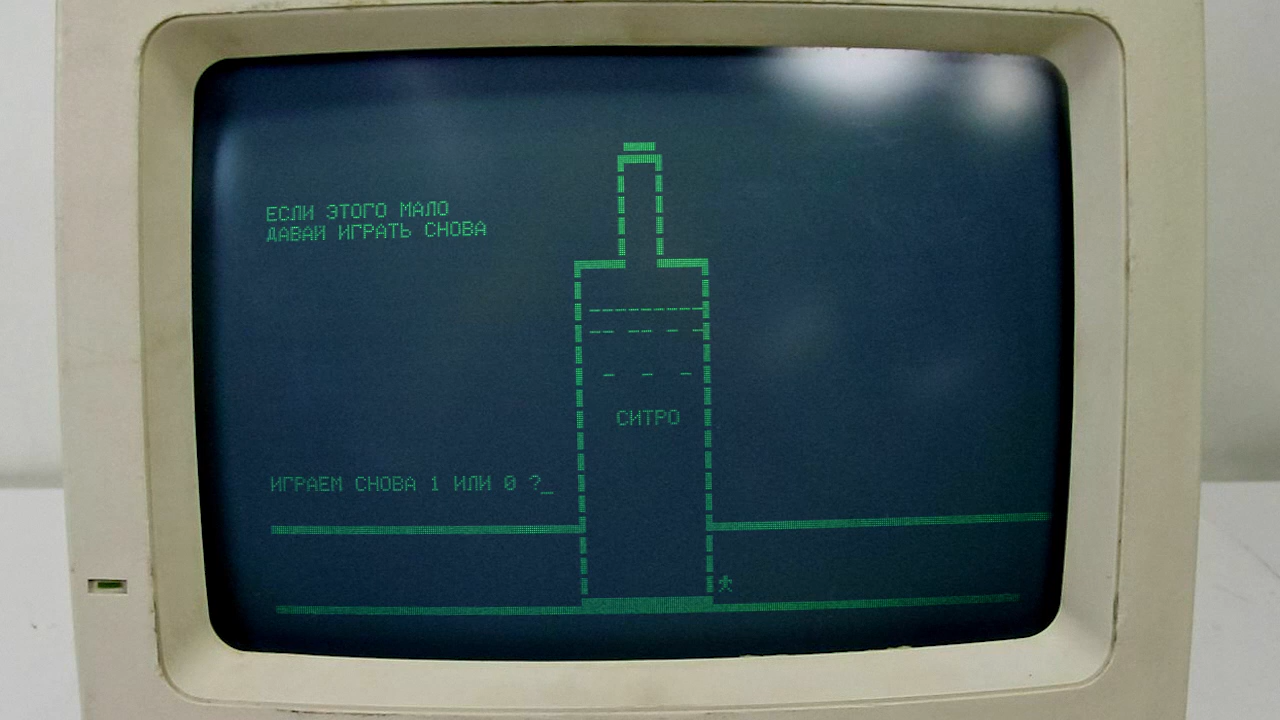 ЕСЛИ ЭТОГО МАЛО
ДАВАЙ ИГРАТЬ СНОВА
СИТРО
ИГРАЕМ СНОВА 1 ИЛИ 0 ?_